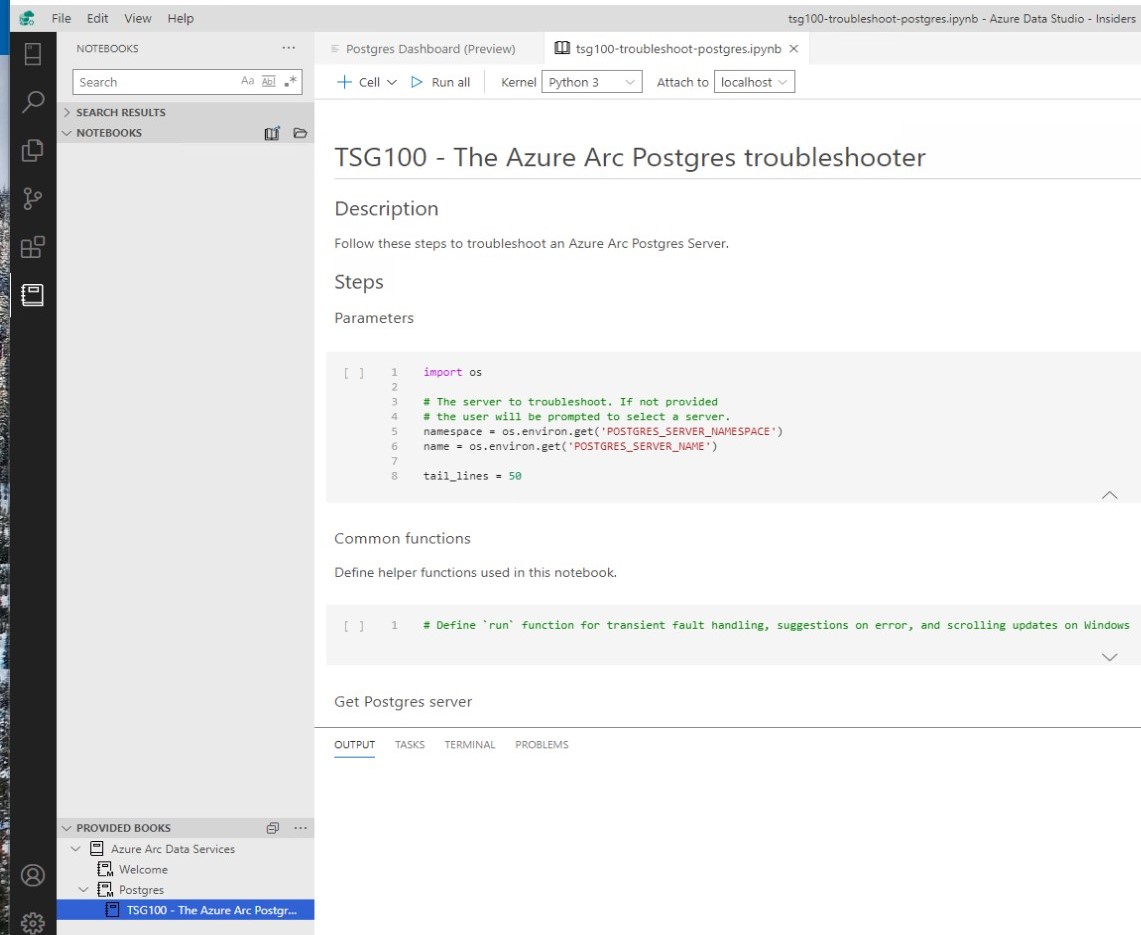 File Edit View Help
tsg100-troubleshoot-postgres.ipynb - Azure Data Studio - Insiders
NOTEBOOKS ...
Search Aa Abl .*
SEARCH RESULTS
NOTEBOOKS
Postgres Dashboard (Preview)
tsg100-troubleshoot-postgres.ipynb
Cell Run all Kernel Python 3 Attach to localhost
TSG100 - The Azure Arc Postgres troubleshooter
Description
Follow these steps to troubleshoot an Azure Arc Postgres Server.
Steps
Parameters
[ ] 1 import os
2
3 # The server to troubleshoot. If not provided
4 # the user will be prompted to select a server.
5 namespace = os.environ.get('POSTGRES_SERVER_NAMESPACE')
6 name = os.environ.get('POSTGRES_SERVER_NAME')
7
8 tail_lines = 50
Common functions
Define helper functions used in this notebook.
[ ] 1 # Define `run` function for transient fault handling, suggestions on error, and scrolling updates on Windows
Get Postgres server
OUTPUT TASKS TERMINAL PROBLEMS
PROVIDED BOOKS ...
Azure Arc Data Services
Welcome
Postgres
TSG100 - The Azure Arc Postgr...